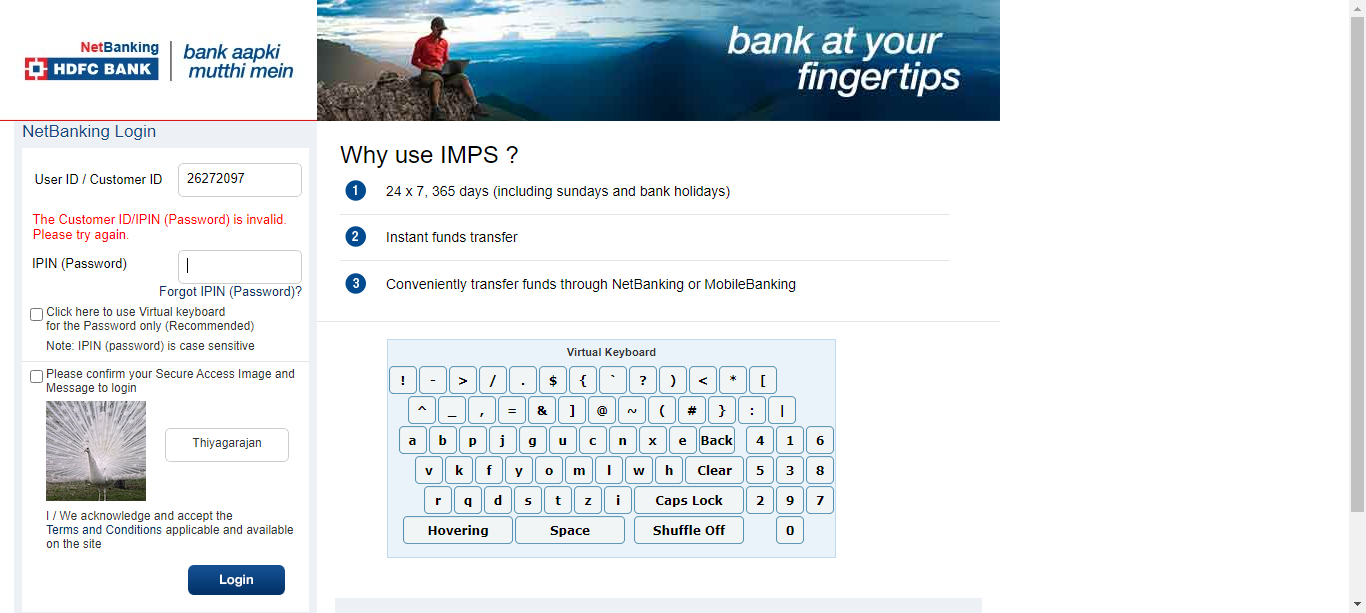 NetBanking
HDFC BANK
bank aapki
mutthi mein
bank at your
fingertips
NetBanking Login
User ID / Customer ID
26272097
The Customer ID/IPIN (Password) is invalid.
Please try again.
IPIN (Password)
Forgot IPIN (Password)?
Click here to use Virtual keyboard
for the Password only (Recommended)
Note: IPIN (password) is case sensitive
Please confirm your Secure Access Image and
Message to login
Thiyagarajan
I / We acknowledge and accept the
Terms and Conditions applicable and available
on the site
Login
Why use IMPS ?
1 24 x 7, 365 days (including sundays and bank holidays)
2 Instant funds transfer
3 Conveniently transfer funds through NetBanking or MobileBanking
Virtual Keyboard
! - > / . $ { ` ? ) < * [
^ _ , = & ] @ ~ ( # } : |
a b p j g u c n x e Back 4 1 6
v k f y o m l w h Clear 5 3 8
r q d s t z i Caps Lock 2 9 7
Hovering Space Shuffle Off 0